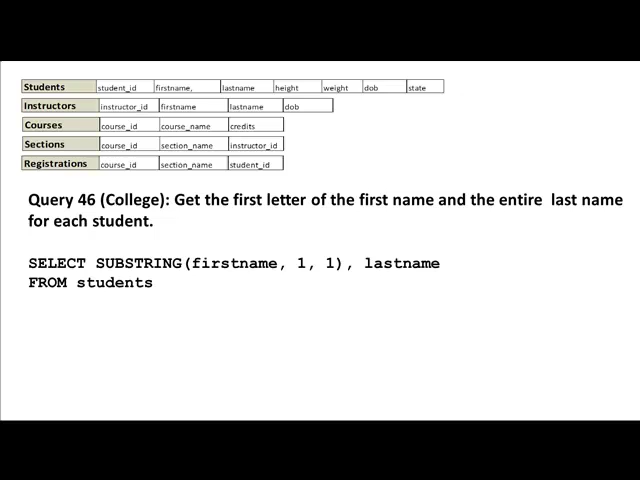 Students student_id firstname, lastname height weight dob state
Instructors instructor_id firstname lastname dob
Courses course_id course_name credits
Sections course_id section_name instructor_id
Registrations course_id section_name student_id
Query 46 (College): Get the first letter of the first name and the entire last name
for each student.
SELECT SUBSTRING(firstname, 1, 1), lastname
FROM students